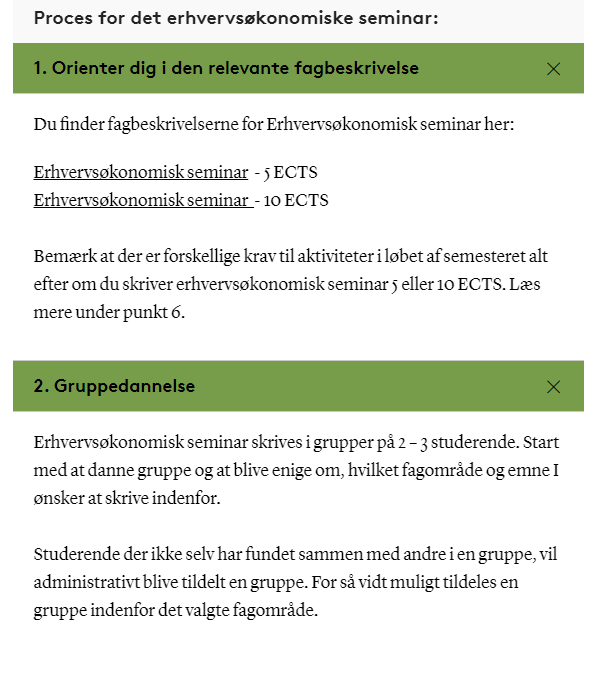 Proces for det erhvervsøkonomiske seminar:
1. Orienter dig i den relevante fagbeskrivelse
Du finder fagbeskrivelserne for Erhvervsøkonomisk seminar her:
Erhvervsøkonomisk seminar - 5 ECTS
Erhvervsøkonomisk seminar - 10 ECTS
Bemærk at der er forskellige krav til aktiviteter i løbet af semesteret alt
efter om du skriver erhvervsøkonomisk seminar 5 eller 10 ECTS. Læs
mere under punkt 6.
2. Gruppedannelse
Erhvervsøkonomisk seminar skrives i grupper på 2 – 3 studerende. Start
med at danne gruppe og at blive enige om, hvilket fagområde og emne I
ønsker at skrive indenfor.
Studerende der ikke selv har fundet sammen med andre i en gruppe, vil
administrativt blive tildelt en gruppe. For så vidt muligt tildeles en
gruppe indenfor det valgte fagområde.